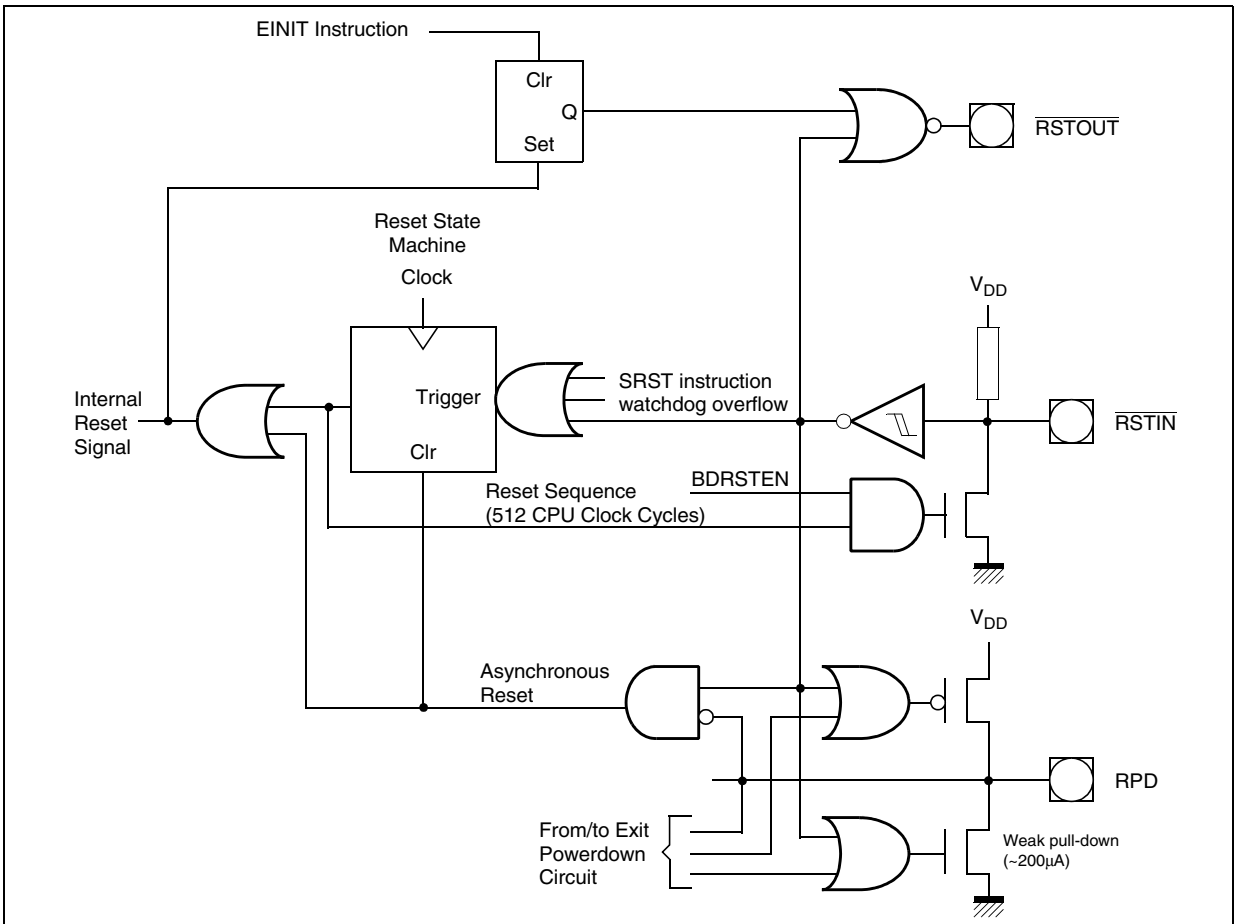 EINIT Instruction
Clr
Q
Set
RSTOUT
Reset State
Machine
Clock
VDD
Trigger
SRST instruction
watchdog overflow
Internal
Reset
Signal
RSTIN
Clr
BDRSTEN
Reset Sequence
(512 CPU Clock Cycles)
VDD
Asynchronous
Reset
RPD
From/to Exit
Powerdown
Circuit
Weak pull-down
(~200μA)